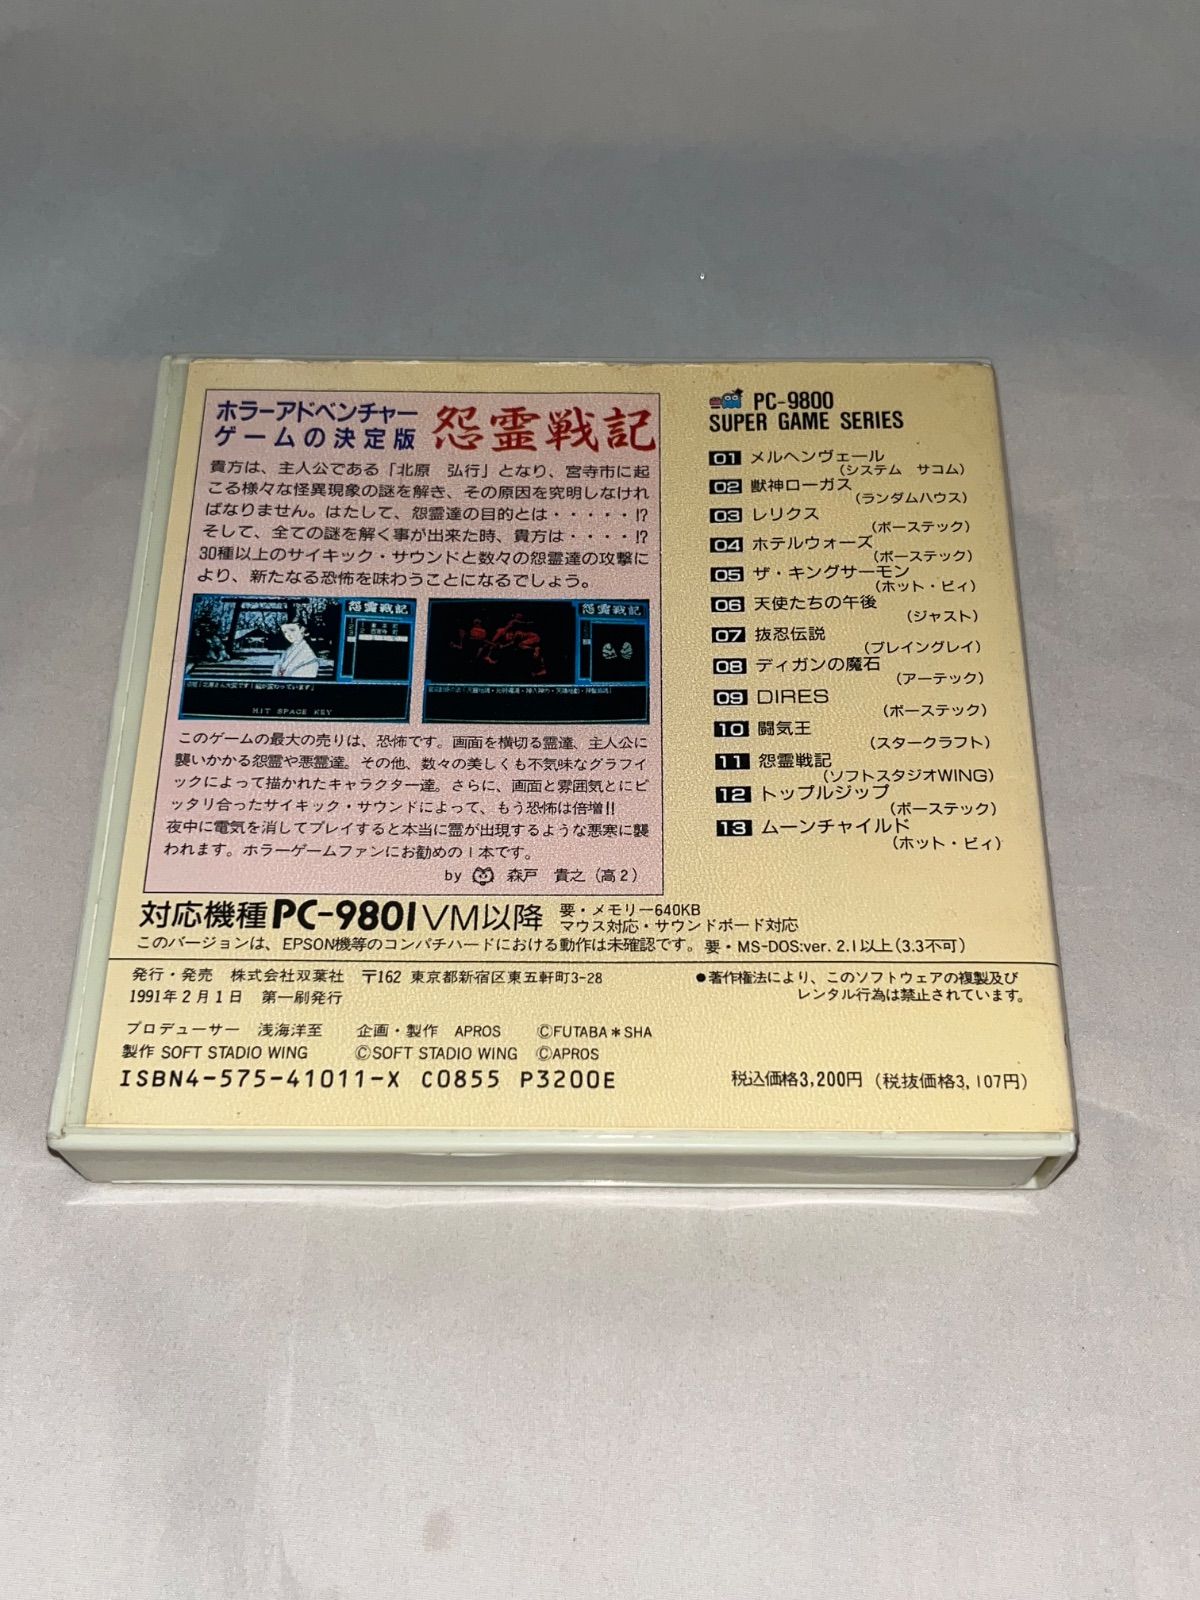 ホラーアドベンチャー
ゲームの決定版
怨霊戦記
貴方は、主人公である「北原 弘行」となり、宮寺市に起
こる様々な怪異現象の謎を解き、その原因を究明しなけれ
ばなりません。はたして、怨霊達の目的とは・・・・・!?
そして、全ての謎を解く事が出来た時、貴方は・・・・!?
30種以上のサイキック・サウンドと数々の怨霊達の攻撃に
より、新たなる恐怖を味わうことになるでしょう。
怨霊戦記
HIT SPACE KEY
怨霊戦記
このゲームの最大の売りは、恐怖です。画面を横切る霊達、主人公に
襲いかかる怨霊や悪霊達。その他、数々の美しくも不気味なグラフイ
ックによって描かれたキャラクター達。さらに、画面と雰囲気とにピ
ッタリ合ったサイキック・サウンドによって、もう恐怖は倍増!!
夜中に電気を消してプレイすると本当に霊が出現するような悪寒に襲
われます。ホラーゲームファンにお勧めの1本です。
by 森戸 貴之(高2)
PC-9800
SUPER GAME SERIES
01 メルヘンヴェール
(システム サコム)
02 獣神ローガス
(ランダムハウス)
03 レリクス
(ボーステック)
04 ホテルウォーズ
(ボーステック)
05 ザ・キングサーモン
(ホット・ビィ)
06 天使たちの午後
(ジャスト)
07 抜忍伝説
(ブレイングレイ)
08 ディガンの魔石
(アーテック)
09 DIRES
(ボーステック)
10 闘気王
(スタークラフト)
11 怨霊戦記
(ソフトスタジオWING)
12 トップルジップ
(ボーステック)
13 ムーンチャイルド
(ホット・ビィ)
対応機種PC-9801VM以降
要・メモリー640KB
マウス対応・サウンドボード対応
このバージョンは、EPSON機等のコンパチハードにおける動作は未確認です。要・MS-DOS:ver. 2.1以上(3.3不可)
発行・発売 株式会社双葉社 〒162 東京都新宿区東五軒町3-28
1991年2月1日 第一刷発行
●著作権法により、このソフトウェアの複製及び
レンタル行為は禁止されています。
プロデューサー 浅海洋至 企画・製作 APROS ©FUTABA*SHA
製作 SOFT STADIO WING ©SOFT STADIO WING ©APROS
ISBN4-575-41011-X C0855 P3200E
税込価格3,200円(税抜価格3,107円)